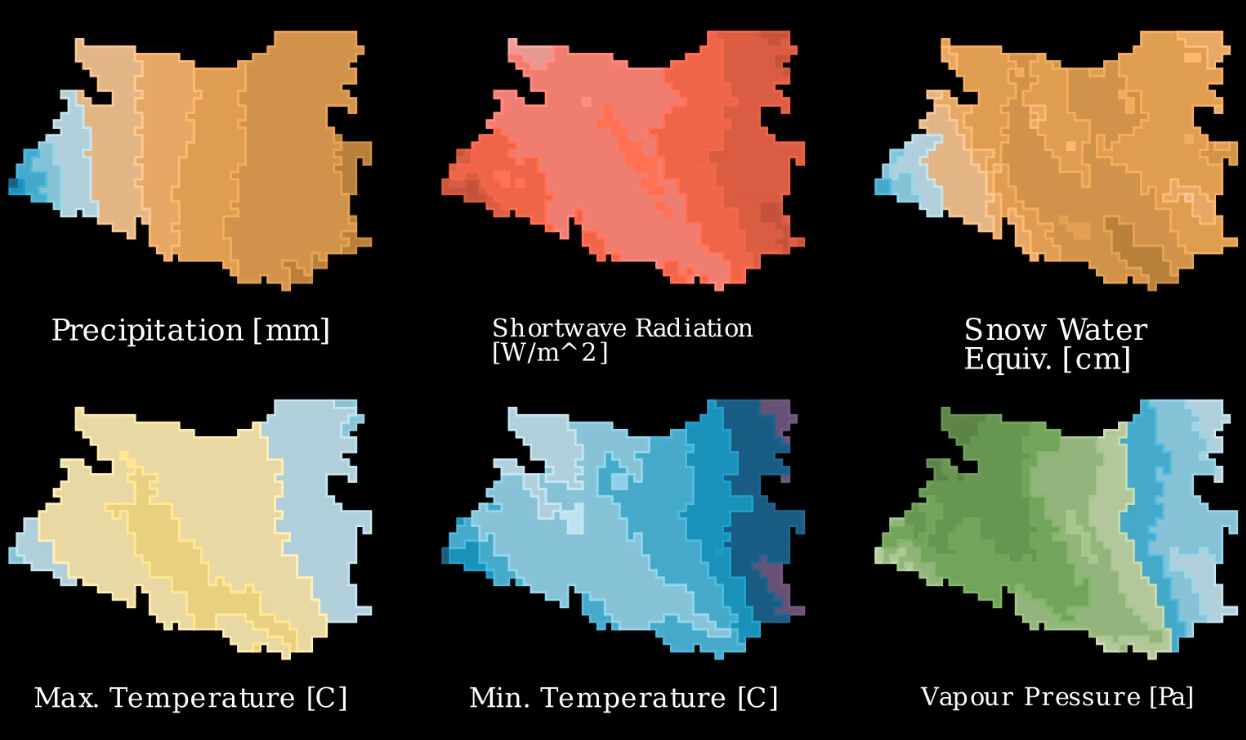 Precipitation [mm]
Shortwave Radiation
[W/m^2]
Snow Water
Equiv. [cm]
Max. Temperature [C]
Min. Temperature [C]
Vapour Pressure [Pa]